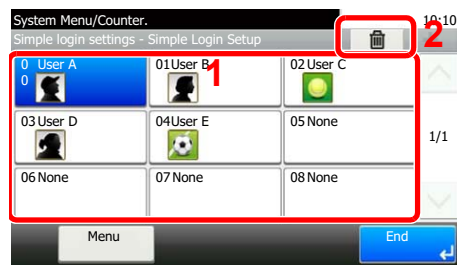 System Menu/Counter. 10:10
Simple login settings - Simple Login Setup 2
0 User A 01 User B 1 02 User C
0
03 User D 04 User E 05 None
1/1
06 None 07 None 08 None
Menu End